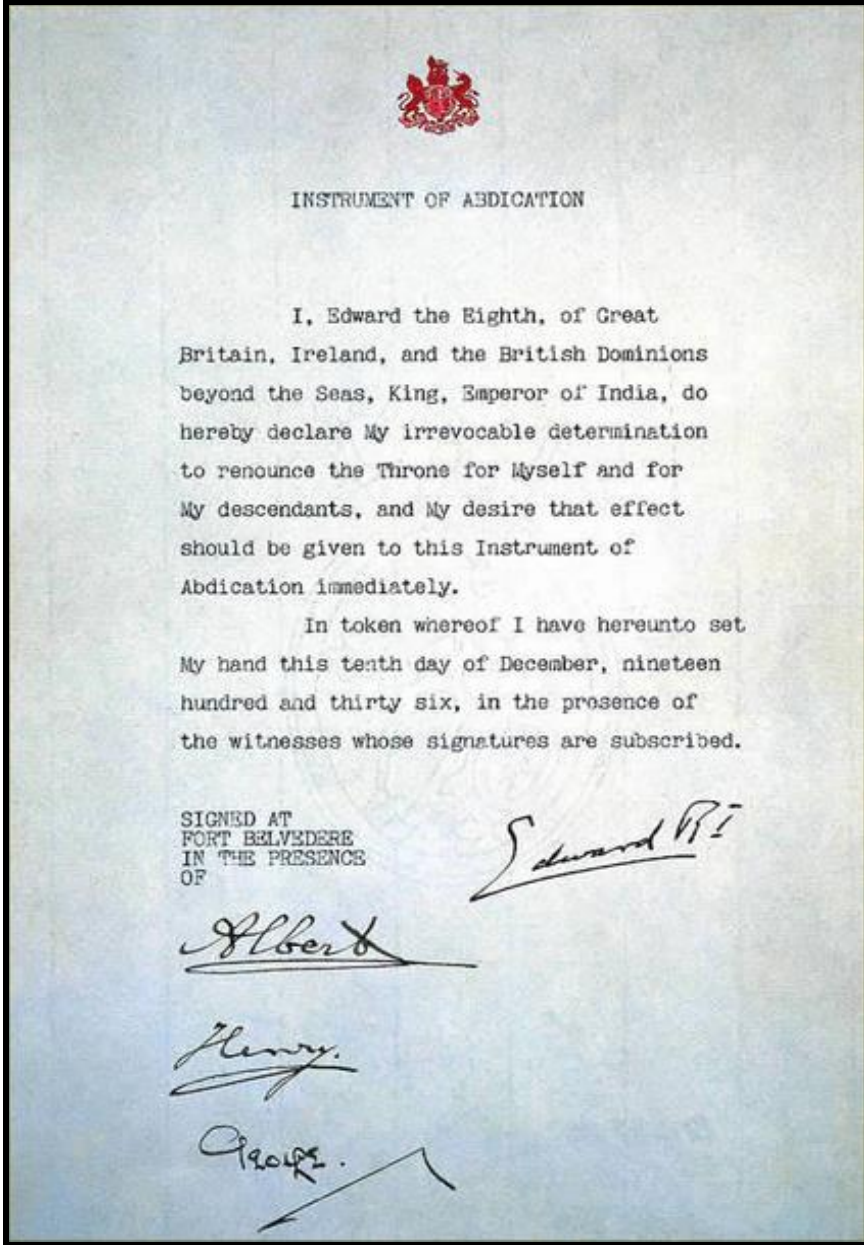 INSTRUMENT OF ABDICATION
I, Edward the Eighth, of Great
Britain, Ireland, and the British Dominions
beyond the Seas, King, Emperor of India, do
hereby declare My irrevocable determination
to renounce the Throne for Myself and for
My descendants, and My desire that effect
should be given to this Instrument of
Abdication immediately.
In token whereof I have hereunto set
My hand this tenth day of December, nineteen
hundred and thirty six, in the presence of
the witnesses whose signatures are subscribed.
SIGNED AT
FORT BELVEDERE
IN THE PRESENCE
OF
Edward R I
Albert
Henry.
George.